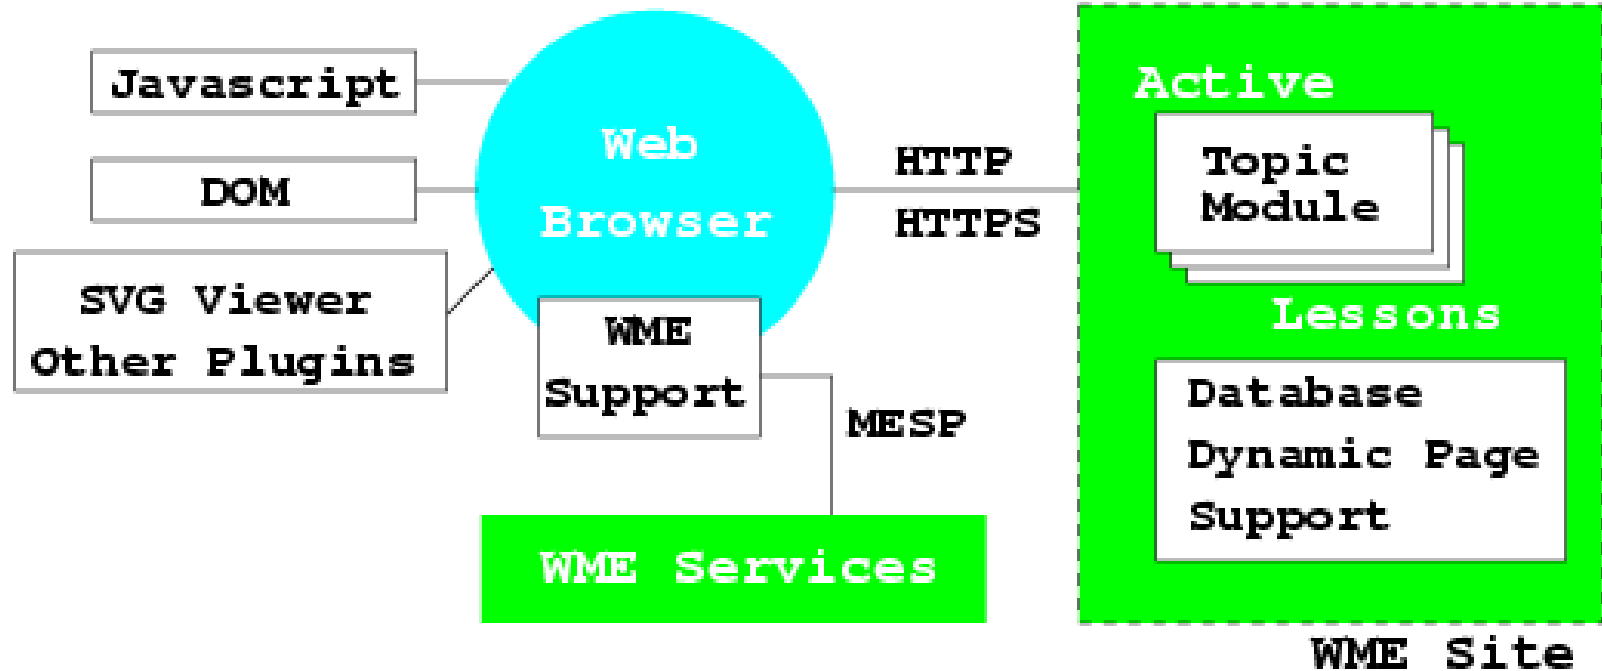 Javascript
DOM
SVG Viewer
Other Plugins
Web
Browser
WME
Support
MESP
WME Services
HTTP
HTTPS
Active
Topic
Module
Lessons
Database
Dynamic Page
Support
WME Site